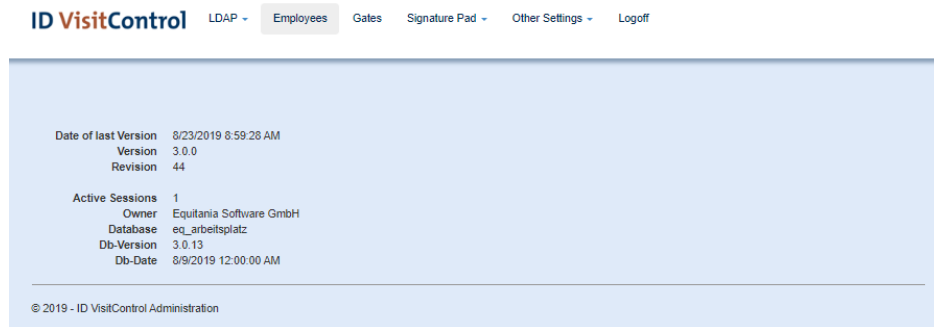 ID VisitControl LDAP Employees Gates Signature Pad Other Settings Logoff
Date of last Version 8/23/2019 8:59:28 AM
Version 3.0.0
Revision 44
Active Sessions 1
Owner Equitania Software GmbH
Database eq_arbeitsplatz
Db-Version 3.0.13
Db-Date 8/9/2019 12:00:00 AM
© 2019 - ID VisitControl Administration